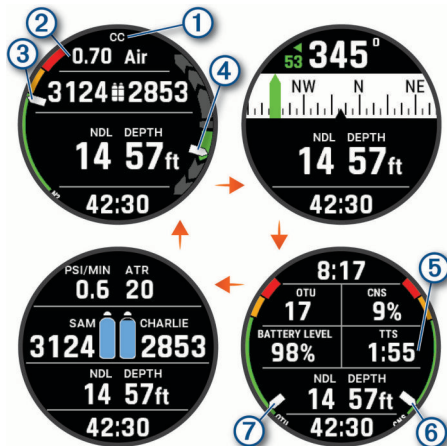 1
CC
2
0.70 Air
3
3124 2853
4
NDL DEPTH
14 57ft
42:30
N2
53 345°
NW N NE
NDL DEPTH
14 57ft
42:30
PSI/MIN ATR
0.6 20
SAM CHARLIE
3124 2853
NDL DEPTH
14 57ft
42:30
8:17
5
OTU CNS
17 9%
BATTERY LEVEL TTS
98% 1:55
NDL DEPTH
14 57ft
7
6
OTU CNS
42:30